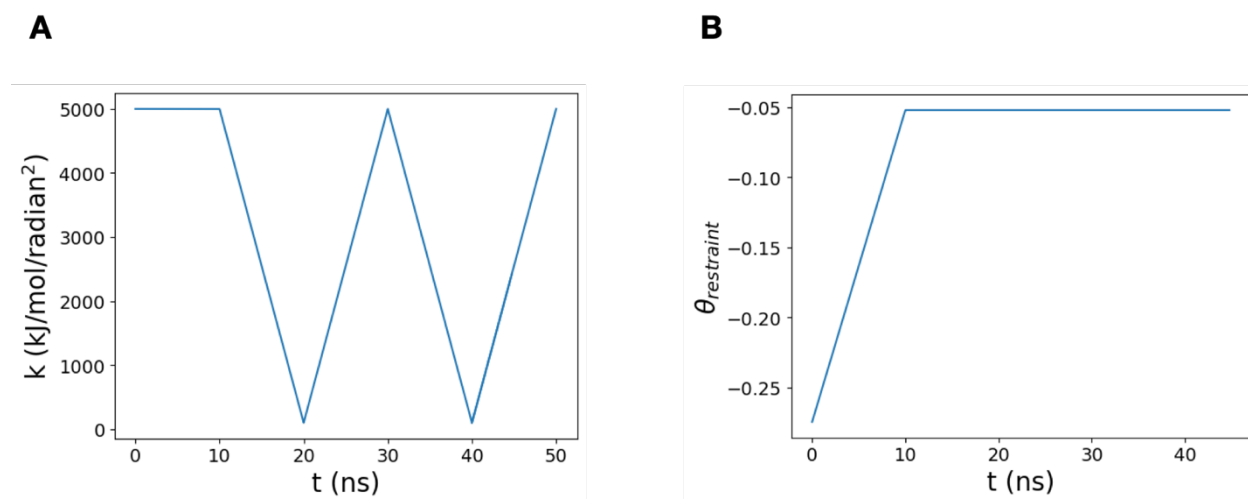 A
B
5000
4000
3000
2000
1000
0
k (kJ/mol/radian²)
0 10 20 30 40 50
t (ns)
−0.05
−0.10
−0.15
−0.20
−0.25
θrestraint
0 10 20 30 40
t (ns)